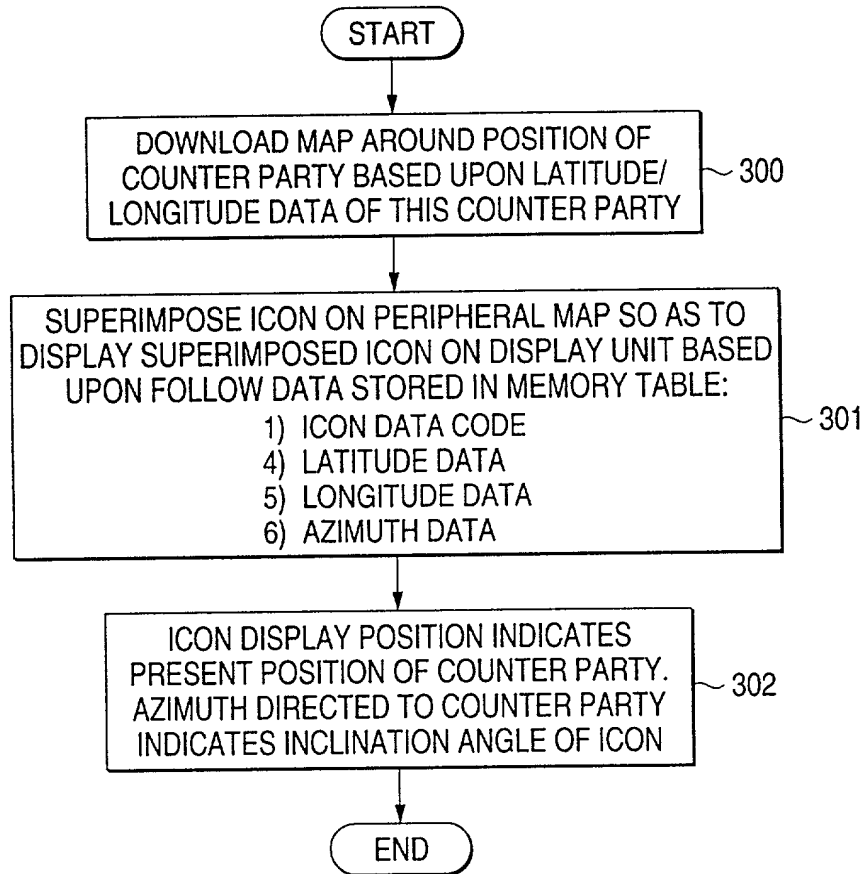 START
DOWNLOAD MAP AROUND POSITION OF
COUNTER PARTY BASED UPON LATITUDE/
LONGITUDE DATA OF THIS COUNTER PARTY
300
SUPERIMPOSE ICON ON PERIPHERAL MAP SO AS TO
DISPLAY SUPERIMPOSED ICON ON DISPLAY UNIT BASED
UPON FOLLOW DATA STORED IN MEMORY TABLE:
1) ICON DATA CODE
4) LATITUDE DATA
5) LONGITUDE DATA
6) AZIMUTH DATA
301
ICON DISPLAY POSITION INDICATES
PRESENT POSITION OF COUNTER PARTY.
AZIMUTH DIRECTED TO COUNTER PARTY
INDICATES INCLINATION ANGLE OF ICON
302
END